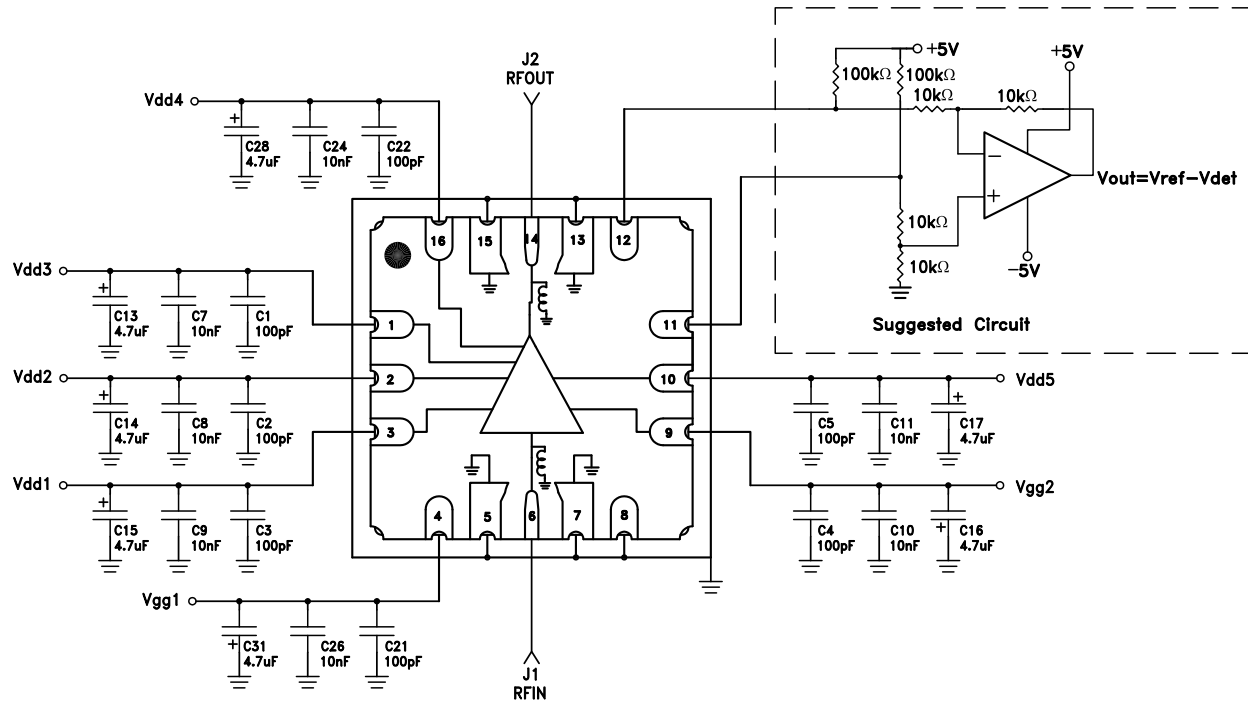 J2
RFOUT
Vdd4
+
C28
4.7uF
C24
10nF
C22
100pF
+5V
+5V
100kΩ
100kΩ
10kΩ
10kΩ
−
+
Vout=Vref-Vdet
10kΩ
10kΩ
−5V
Suggested Circuit
16
15
14
13
12
Vdd3
+
C13
4.7uF
C7
10nF
C1
100pF
1
11
Vdd2
+
C14
4.7uF
C8
10nF
C2
100pF
2
10
Vdd5
C5
100pF
C11
10nF
+
C17
4.7uF
3
9
Vdd1
+
C15
4.7uF
C9
10nF
C3
100pF
Vgg2
C4
100pF
C10
10nF
+
C16
4.7uF
4
5
6
7
8
Vgg1
+
C31
4.7uF
C26
10nF
C21
100pF
J1
RFIN